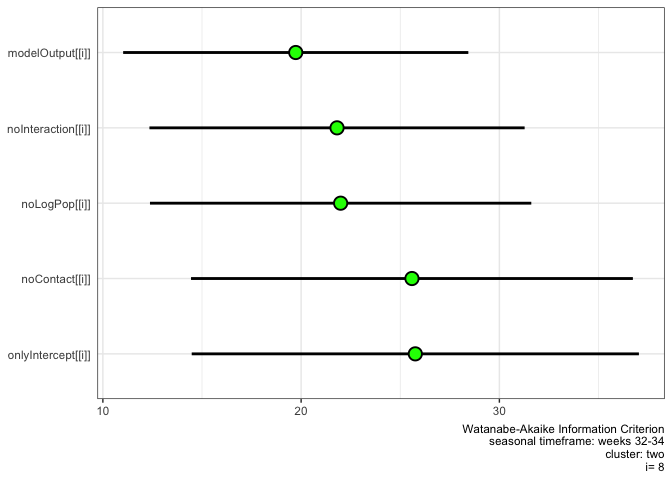 modelOutput[[i]]
noInteraction[[i]]
noLogPop[[i]]
noContact[[i]]
onlyIntercept[[i]]
10 20 30
Watanabe-Akaike Information Criterion
seasonal timeframe: weeks 32-34
cluster: two
i= 8